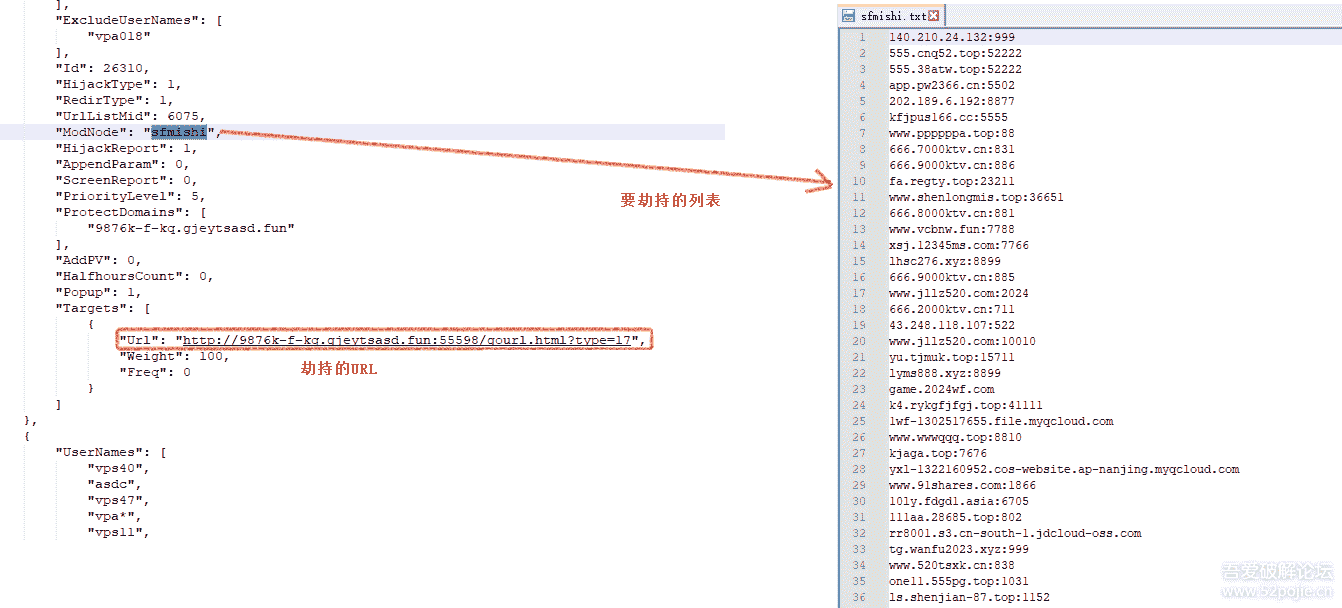 ],
"ExcludeUserNames": [
"vpa018"
],
"Id": 26310,
"HijackType": 1,
"RedirType": 1,
"UrlListMid": 6075,
"ModNode": "sfmishi",
"HijackReport": 1,
"AppendParam": 0,
"ScreenReport": 0,
"PriorityLevel": 5,
"ProtectDomains": [
"9876k-f-kq.gjeytsasd.fun"
],
"AddPV": 0,
"HalfhoursCount": 0,
"Popup": 1,
"Targets": [
{
"Url": "http://9876k-f-kq.gjeytsasd.fun:55598/gourl.html?type=17",
"Weight": 100,
"Freq": 0
}
]
},
{
"UserNames": [
"vps40",
"asdc",
"vps47",
"vpa*",
"vps11",
劫持的URL
要劫持的列表
sfmishi.txt
1 140.210.24.132:999
2 555.cnq52.top:52222
3 555.38atw.top:52222
4 app.pw2366.cn:5502
5 202.189.6.192:8877
6 kfjpus166.cc:5555
7 www.ppppppa.top:88
8 666.7000ktv.cn:831
9 666.9000ktv.cn:886
10 fa.regty.top:23211
11 www.shenlongmis.top:36651
12 666.8000ktv.cn:881
13 www.vcbnw.fun:7788
14 xsj.12345ms.com:7766
15 lhsc276.xyz:8899
16 666.9000ktv.cn:885
17 www.jllz520.com:2024
18 666.2000ktv.cn:711
19 43.248.118.107:522
20 www.jllz520.com:10010
21 yu.tjmuk.top:15711
22 lyms888.xyz:8899
23 game.2024wf.com
24 k4.rykgfjfgj.top:41111
25 lwf-1302517655.file.myqcloud.com
26 www.wwwqqq.top:8810
27 kjaga.top:7676
28 yxl-1322160952.cos-website.ap-nanjing.myqcloud.com
29 www.91shares.com:1866
30 101y.fdgdl.asia:6705
31 111aa.28685.top:802
32 rr8001.s3.cn-south-1.jdcloud-oss.com
33 tg.wanfu2023.xyz:999
34 www.520tsxk.cn:838
35 one11.555pg.top:1031
36 ls.shenjian-87.top:1152
吾爱破解论坛
www.52pojie.cn